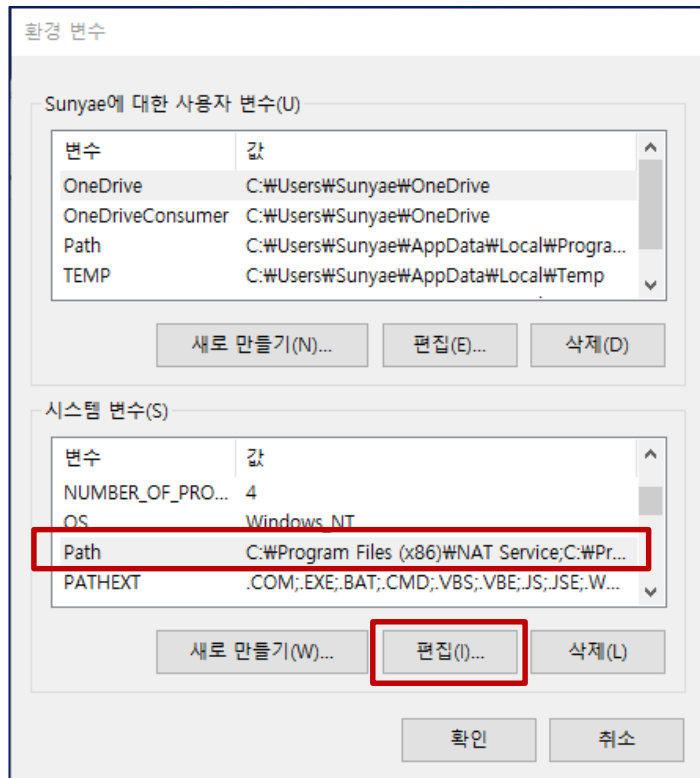 환경 변수
Sunyae에 대한 사용자 변수(U)
변수 값
OneDrive C:₩Users₩Sunyae₩OneDrive
OneDriveConsumer C:₩Users₩Sunyae₩OneDrive
Path C:₩Users₩Sunyae₩AppData₩Local₩Progra...
TEMP C:₩Users₩Sunyae₩AppData₩Local₩Temp
새로 만들기(N)... 편집(E)... 삭제(D)
시스템 변수(S)
변수 값
NUMBER_OF_PRO... 4
OS Windows_NT
Path C:₩Program Files (x86)₩NAT Service;C:₩Pr...
PATHEXT .COM;.EXE;.BAT;.CMD;.VBS;.VBE;.JS;.JSE;.W...
새로 만들기(W)... 편집(I)... 삭제(L)
확인 취소